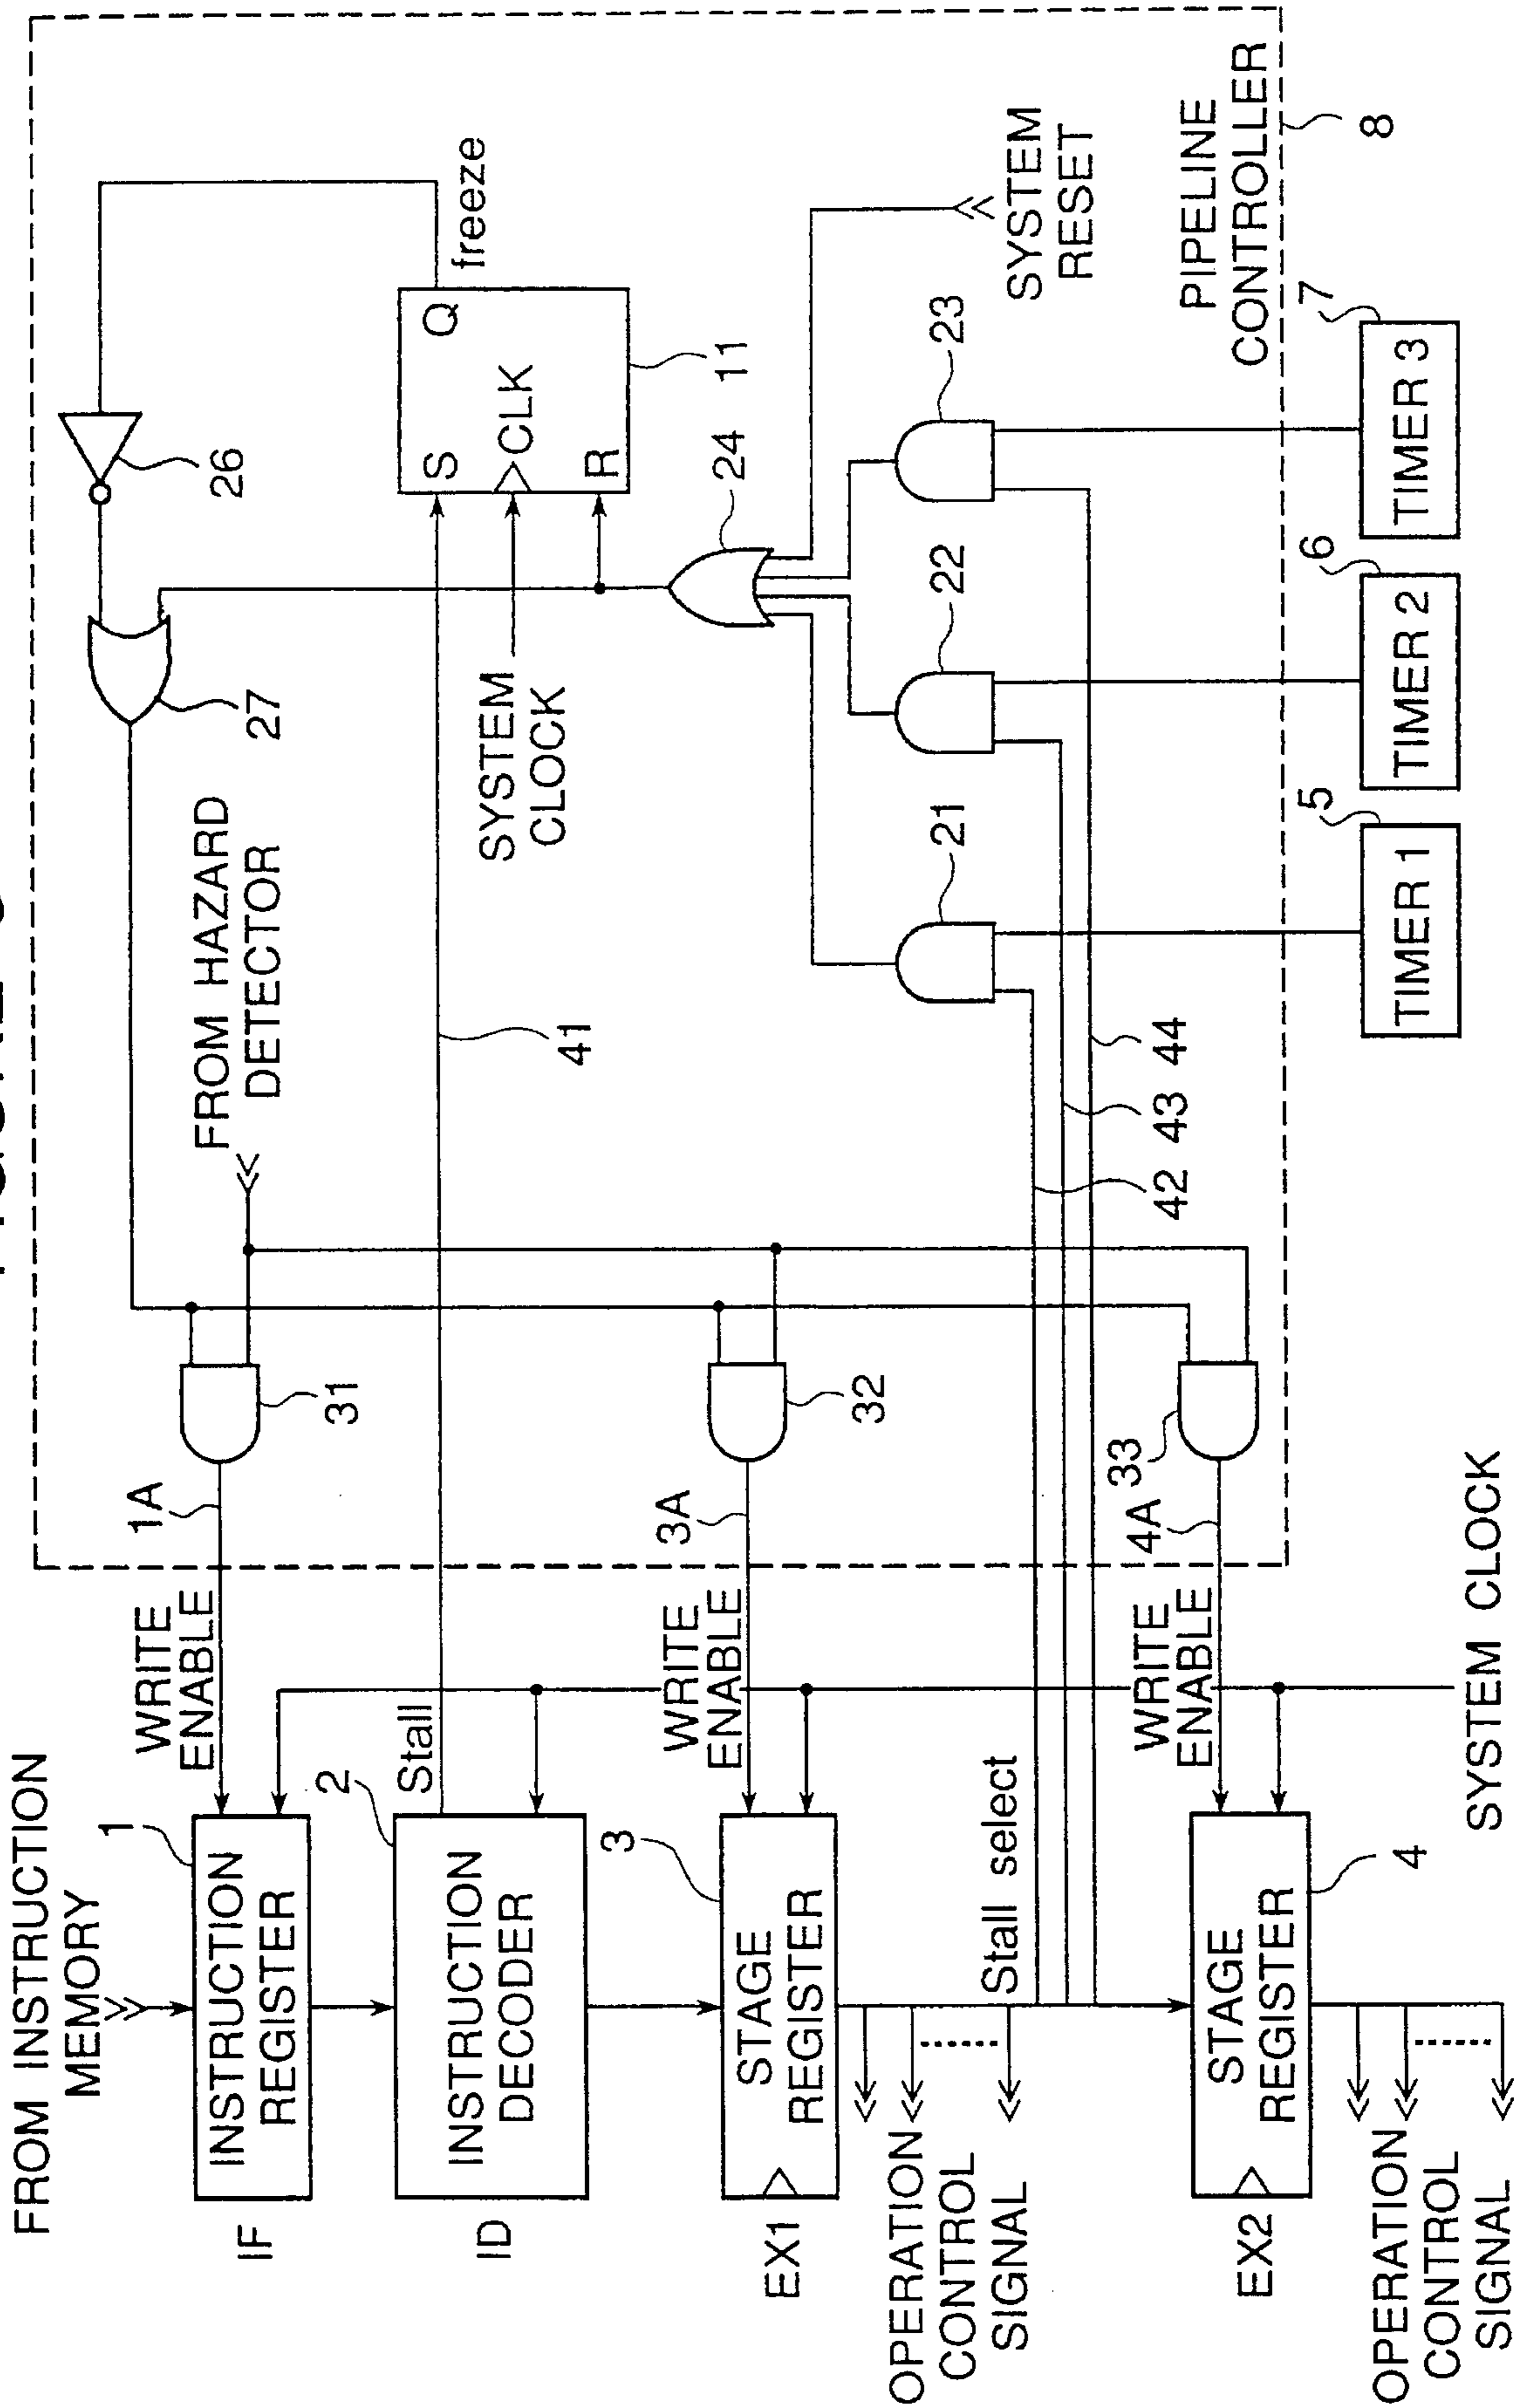 FROM INSTRUCTION
MEMORY
IF
1
INSTRUCTION
REGISTER
WRITE
ENABLE
1A
31
FROM HAZARD
DETECTOR
27
26
ID
2
INSTRUCTION
DECODER
Stall
41
SYSTEM
CLOCK
S
CLK
R
Q
freeze
11
EX1
3
STAGE
REGISTER
WRITE
ENABLE
3A
32
24
OPERATION
CONTROL
SIGNAL
Stall select
42
43
44
21
22
23
SYSTEM
RESET
EX2
4
STAGE
REGISTER
WRITE
ENABLE
4A
33
PIPELINE
CONTROLLER
8
OPERATION
CONTROL
SIGNAL
SYSTEM CLOCK
5
TIMER 1
6
TIMER 2
7
TIMER 3